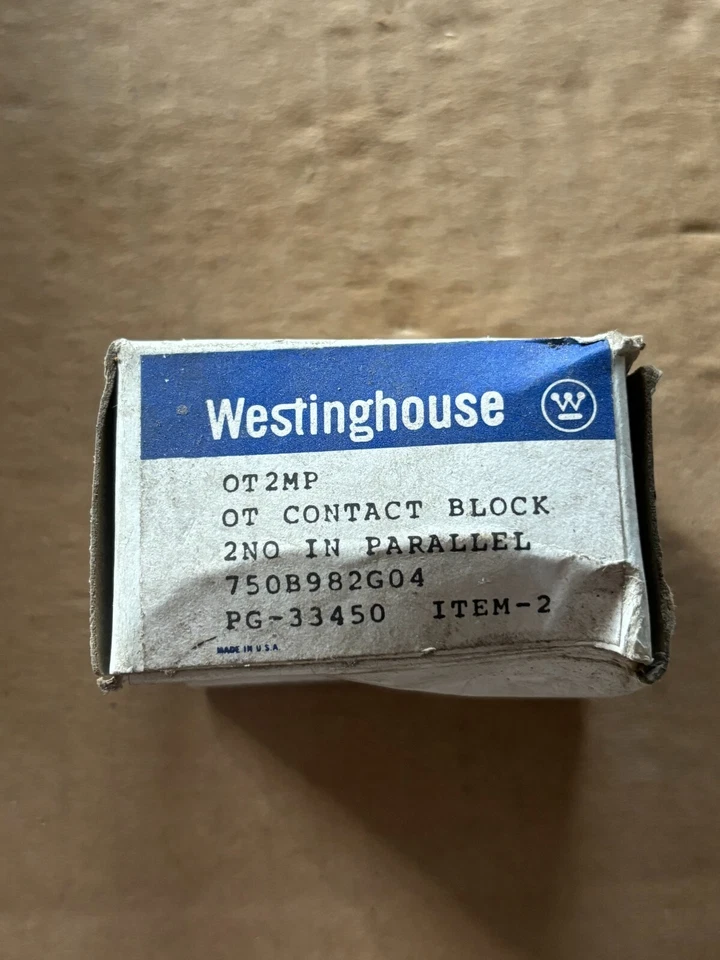 Westinghouse W
OT2MP
OT CONTACT BLOCK
2NO IN PARALLEL
750B982G04
PG-33450 ITEM-2
MADE IN U.S.A.